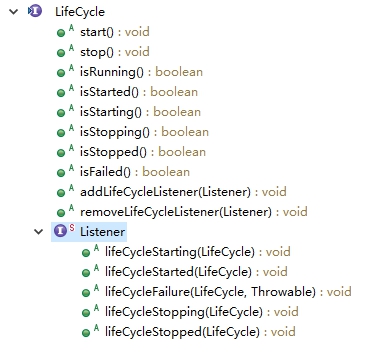 LifeCycle
A start() : void
A stop() : void
A isRunning() : boolean
A isStarted() : boolean
A isStarting() : boolean
A isStopping() : boolean
A isStopped() : boolean
A isFailed() : boolean
A addLifeCycleListener(Listener) : void
A removeLifeCycleListener(Listener) : void
S Listener
A lifeCycleStarting(LifeCycle) : void
A lifeCycleStarted(LifeCycle) : void
A lifeCycleFailure(LifeCycle, Throwable) : void
A lifeCycleStopping(LifeCycle) : void
A lifeCycleStopped(LifeCycle) : void